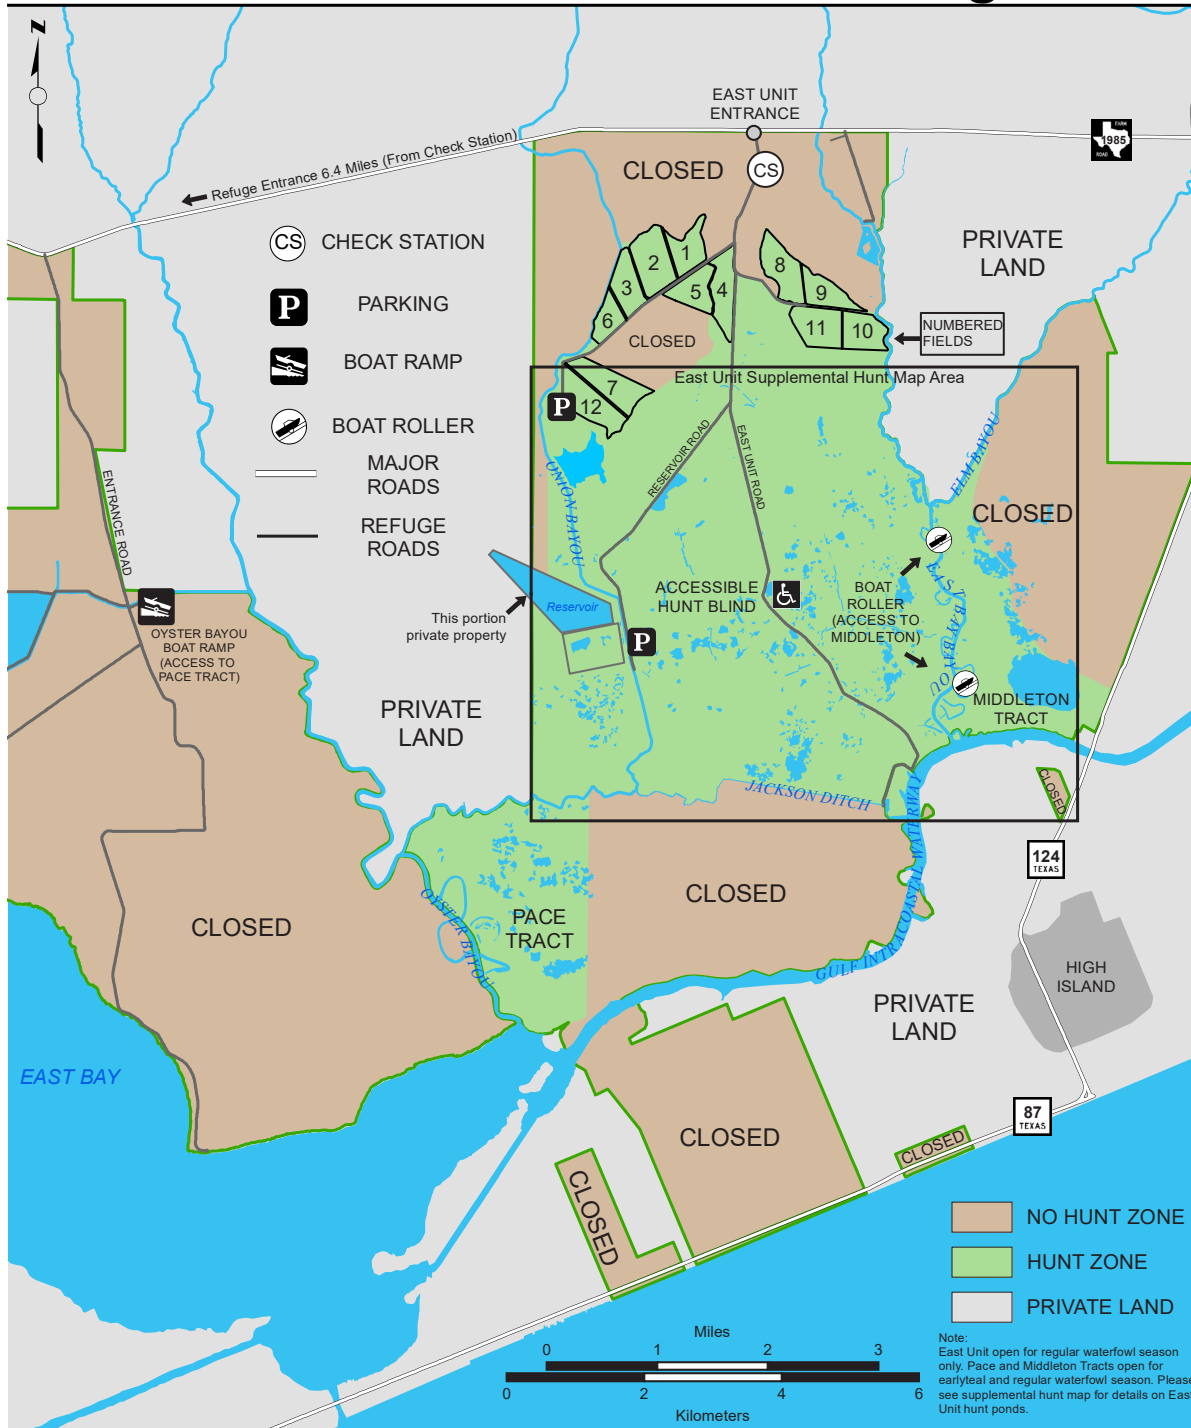 N
EAST UNIT
ENTRANCE
FARM
1985
ROAD
Refuge Entrance 6.4 Miles (From Check Station)
CLOSED
CS
CS CHECK STATION
P PARKING
BOAT RAMP
BOAT ROLLER
MAJOR
ROADS
REFUGE
ROADS
PRIVATE
LAND
1
2
3
4
5
6
8
9
10
11
NUMBERED
FIELDS
CLOSED
East Unit Supplemental Hunt Map Area
7
12
P
RESERVOIR ROAD
EAST UNIT ROAD
UNION BAYOU
ELM BAYOU
CLOSED
ENTRANCE ROAD
OYSTER BAYOU
BOAT RAMP
(ACCESS TO
PACE TRACT)
This portion
private property
Reservoir
P
ACCESSIBLE
HUNT BLIND
BOAT
ROLLER
(ACCESS TO
MIDDLETON)
EAST BAY BAYOU
MIDDLETON
TRACT
PRIVATE
LAND
JACKSON DITCH
CLOSED
124
TEXAS
CLOSED
OYSTER BAYOU
PACE
TRACT
CLOSED
GULF INTRACOASTAL WATERWAY
HIGH
ISLAND
PRIVATE
LAND
EAST BAY
87
TEXAS
CLOSED
CLOSED
CLOSED
NO HUNT ZONE
HUNT ZONE
PRIVATE LAND
Miles
0 1 2 3
0 2 4 6
Kilometers
Note:
East Unit open for regular waterfowl season
only. Pace and Middleton Tracts open for
earlyteal and regular waterfowl season. Please
see supplemental hunt map for details on East
Unit hunt ponds.